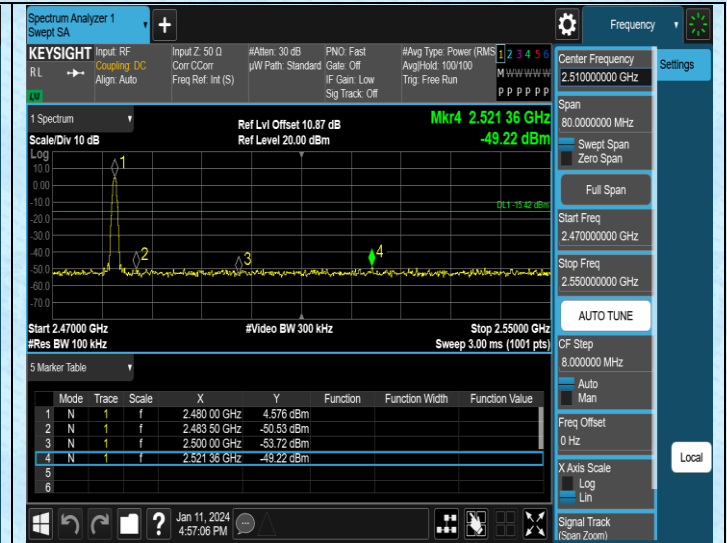 Spectrum Analyzer 1
Swept SA
+
Frequency
KEYSIGHT
RL
Input: RF
Coupling: DC
Align: Auto
Input Z: 50 Ω
Corr CCorr
Freq Ref: Int (S)
#Atten: 30 dB
µW Path: Standard
PNO: Fast
Gate: Off
IF Gain: Low
Sig Track: Off
#Avg Type: Power (RMS
Avg|Hold: 100/100
Trig: Free Run
1 2 3 4 5 6
M W W W W W
P P P P P P
Center Frequency
2.510000000 GHz
Settings
Span
80.0000000 MHz
Swept Span
Zero Span
Full Span
Start Freq
2.470000000 GHz
Stop Freq
2.550000000 GHz
AUTO TUNE
CF Step
8.000000 MHz
Auto
Man
Freq Offset
0 Hz
X Axis Scale
Log
Lin
Signal Track
(Span Zoom)
Local
1 Spectrum
Scale/Div 10 dB
Ref Lvl Offset 10.87 dB
Ref Level 20.00 dBm
Mkr4 2.521 36 GHz
-49.22 dBm
Log
10.0
0.00
-10.0
-20.0
-30.0
-40.0
-50.0
-60.0
-70.0
1
2
3
4
DL1 -15.42 dBm
Start 2.47000 GHz
#Res BW 100 kHz
#Video BW 300 kHz
Stop 2.55000 GHz
Sweep 3.00 ms (1001 pts)
5 Marker Table
Mode Trace Scale X Y Function Function Width Function Value
1 N 1 f 2.480 00 GHz 4.576 dBm
2 N 1 f 2.483 50 GHz -50.53 dBm
3 N 1 f 2.500 00 GHz -53.72 dBm
4 N 1 f 2.521 36 GHz -49.22 dBm
5
6
?
Jan 11, 2024
4:57:06 PM